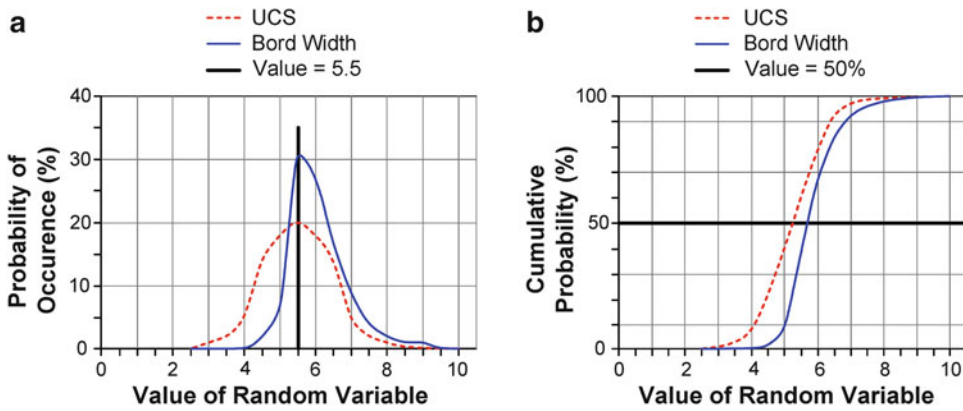 a
UCS
Bord Width
Value = 5.5
40
30
20
10
0
Probability of
Occurence (%)
0 2 4 6 8 10
Value of Random Variable
b
UCS
Bord Width
Value = 50%
100
50
0
Cumulative
Probability (%)
0 2 4 6 8 10
Value of Random Variable